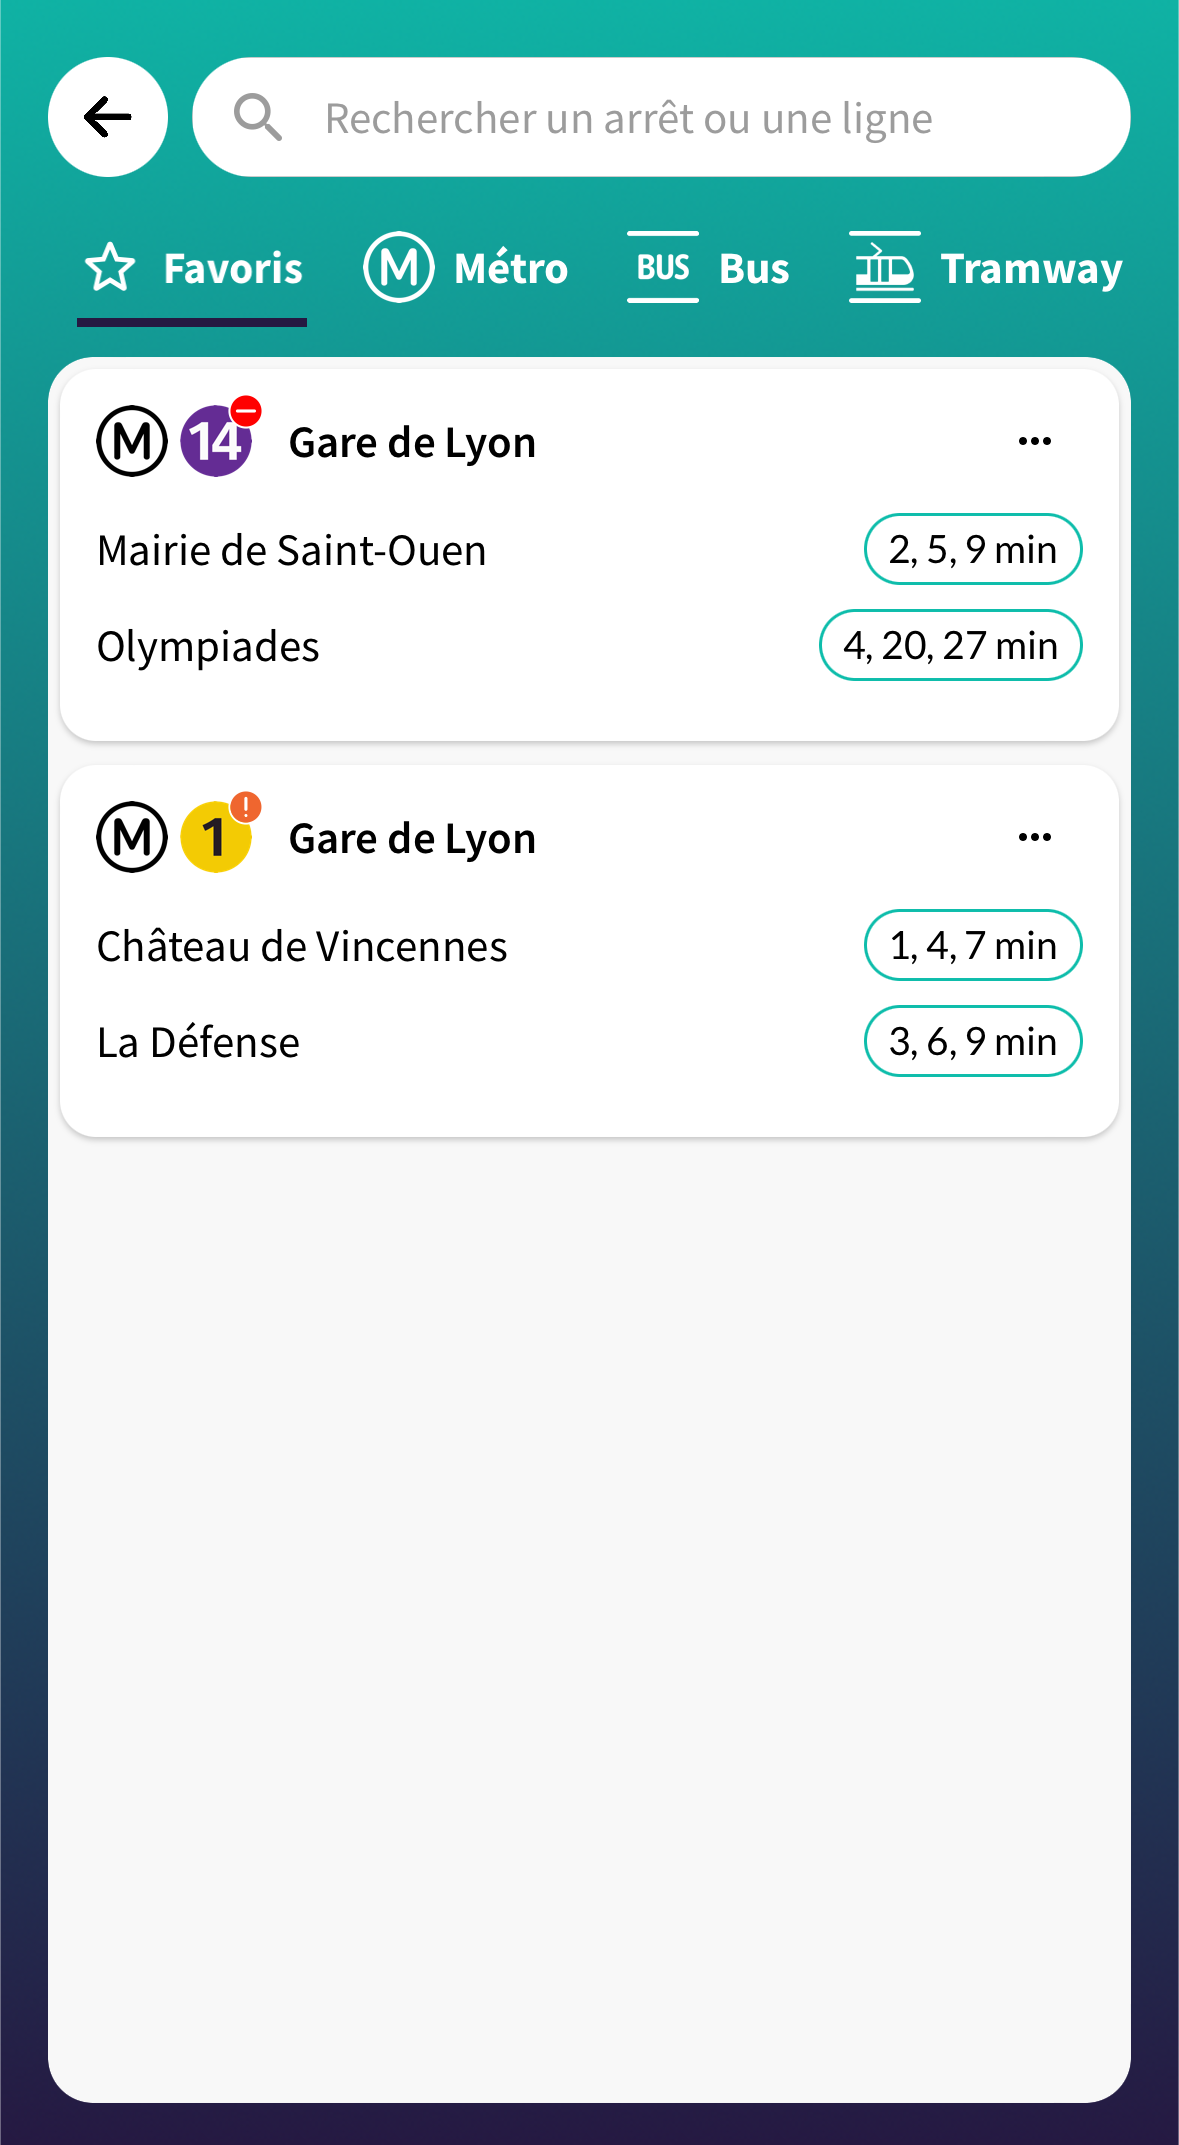 Rechercher un arrêt ou une ligne
Favoris M Métro BUS Bus Tramway
M 14 Gare de Lyon
Mairie de Saint-Ouen 2, 5, 9 min
Olympiades 4, 20, 27 min
M 1 ! Gare de Lyon
Château de Vincennes 1, 4, 7 min
La Défense 3, 6, 9 min